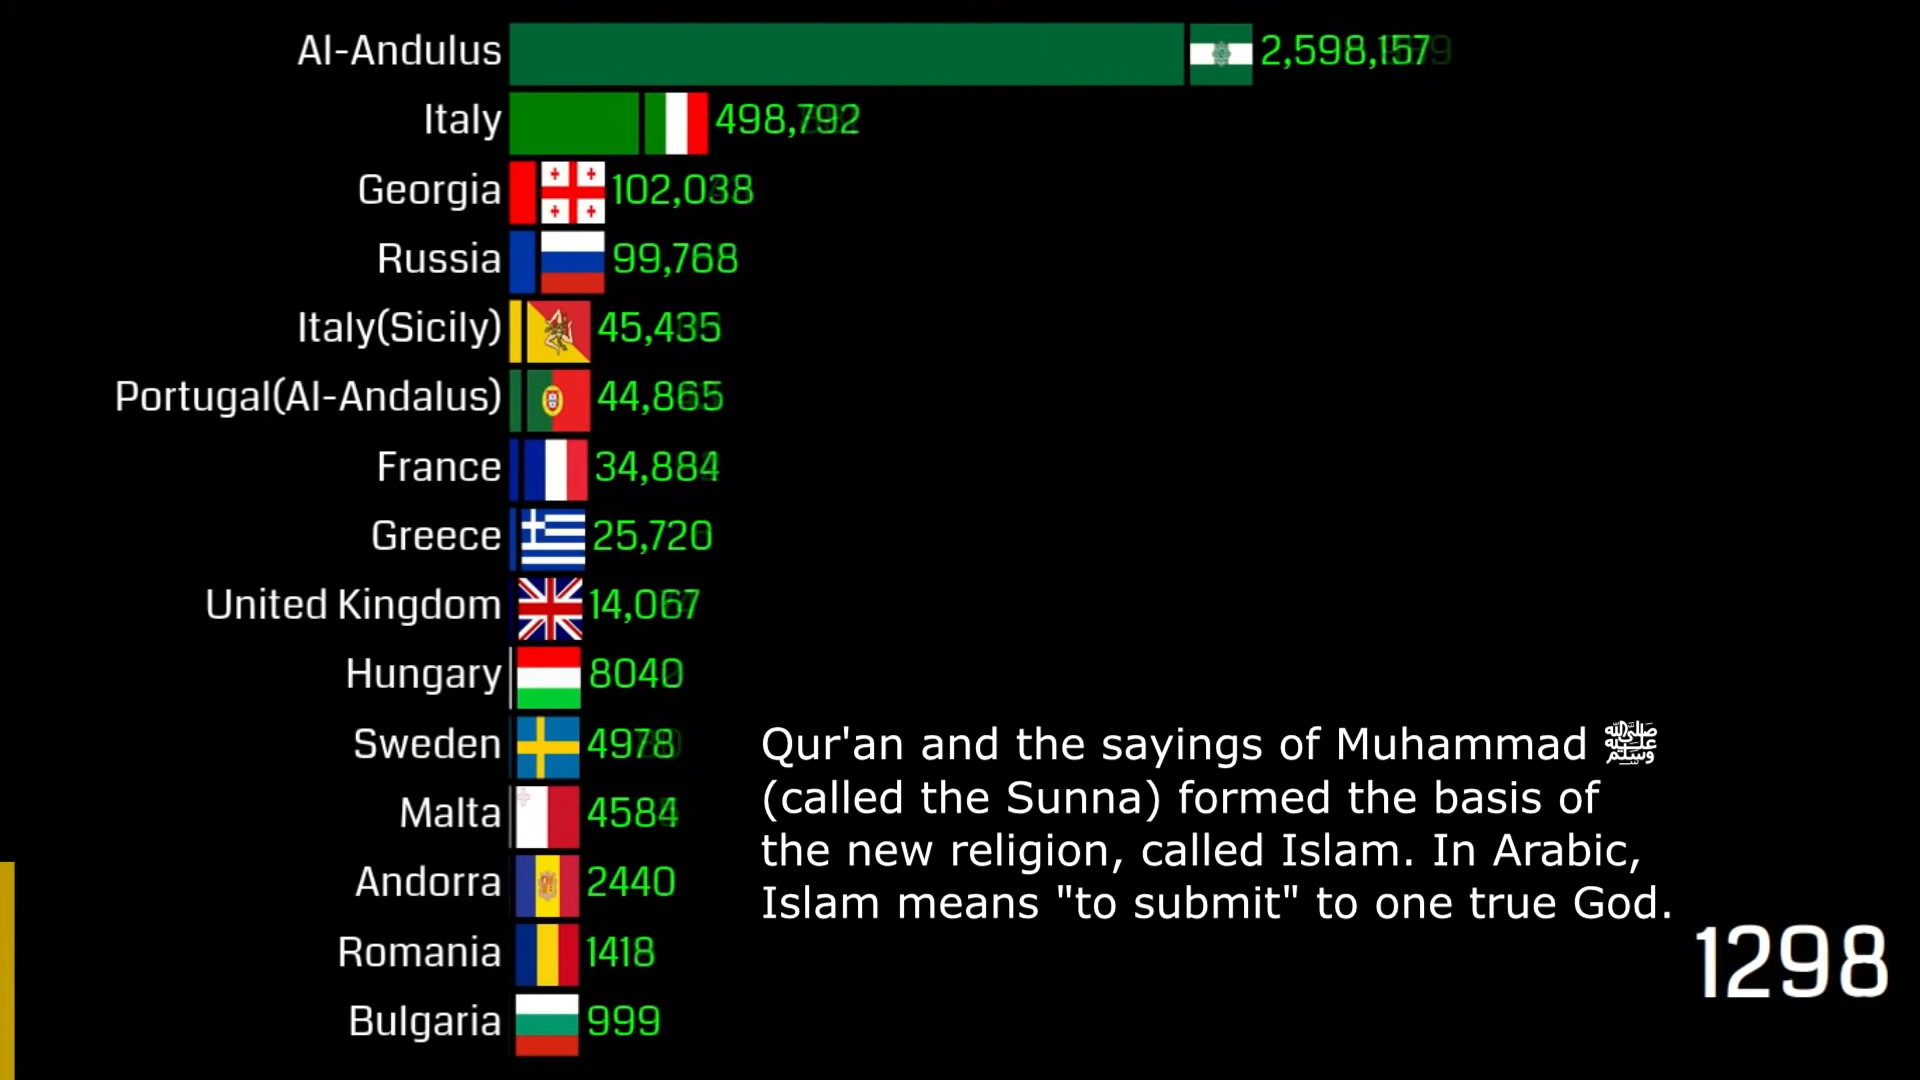 Al-Andulus 2,598,157
Italy 498,792
Georgia 102,038
Russia 99,768
Italy(Sicily) 45,435
Portugal(Al-Andalus) 44,865
France 34,884
Greece 25,720
United Kingdom 14,067
Hungary 8040
Sweden 4978
Malta 4584
Andorra 2440
Romania 1418
Bulgaria 999
Qur'an and the sayings of Muhammad ﷺ
(called the Sunna) formed the basis of
the new religion, called Islam. In Arabic,
Islam means "to submit" to one true God.
1298